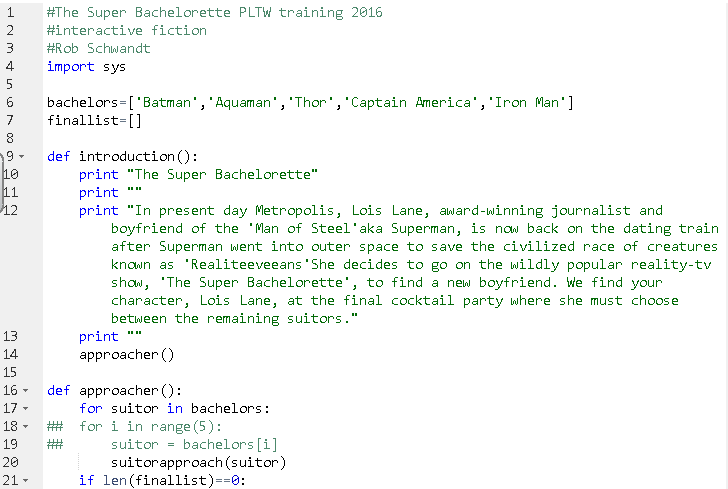 1 #The Super Bachelorette PLTW training 2016
2 #interactive fiction
3 #Rob Schwandt
4 import sys
5
6 bachelors=['Batman','Aquaman','Thor','Captain America','Iron Man']
7 finallist=[]
8
9 def introduction():
10 print "The Super Bachelorette"
11 print ""
12 print "In present day Metropolis, Lois Lane, award-winning journalist and
boyfriend of the 'Man of Steel'aka Superman, is now back on the dating train
after Superman went into outer space to save the civilized race of creatures
known as 'Realiteeveeans'She decides to go on the wildly popular reality-tv
show, 'The Super Bachelorette', to find a new boyfriend. We find your
character, Lois Lane, at the final cocktail party where she must choose
between the remaining suitors."
13 print ""
14 approacher()
15
16 def approacher():
17 for suitor in bachelors:
18 ## for i in range(5):
19 ## suitor = bachelors[i]
20 suitorapproach(suitor)
21 if len(finallist)==0: